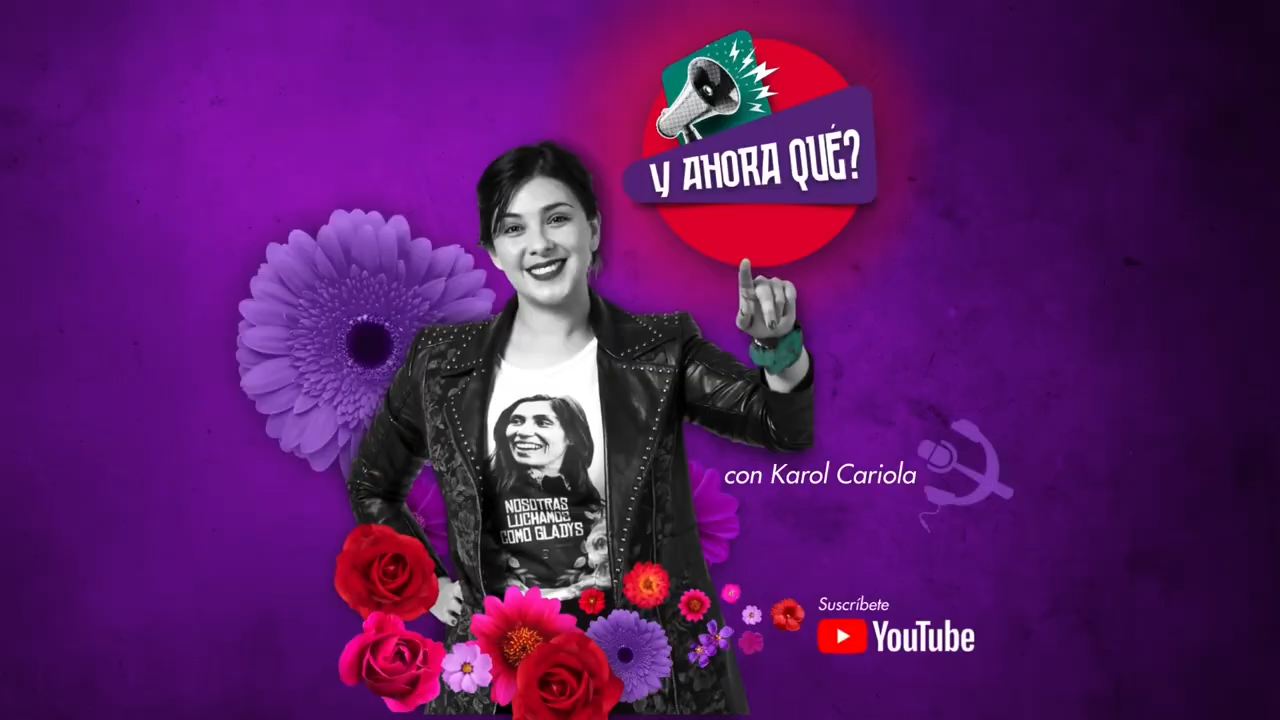 Y AHORA QUÉ?
NOSOTRAS
LUCHAMOS
COMO GLADYS
con Karol Cariola
Suscríbete
YouTube